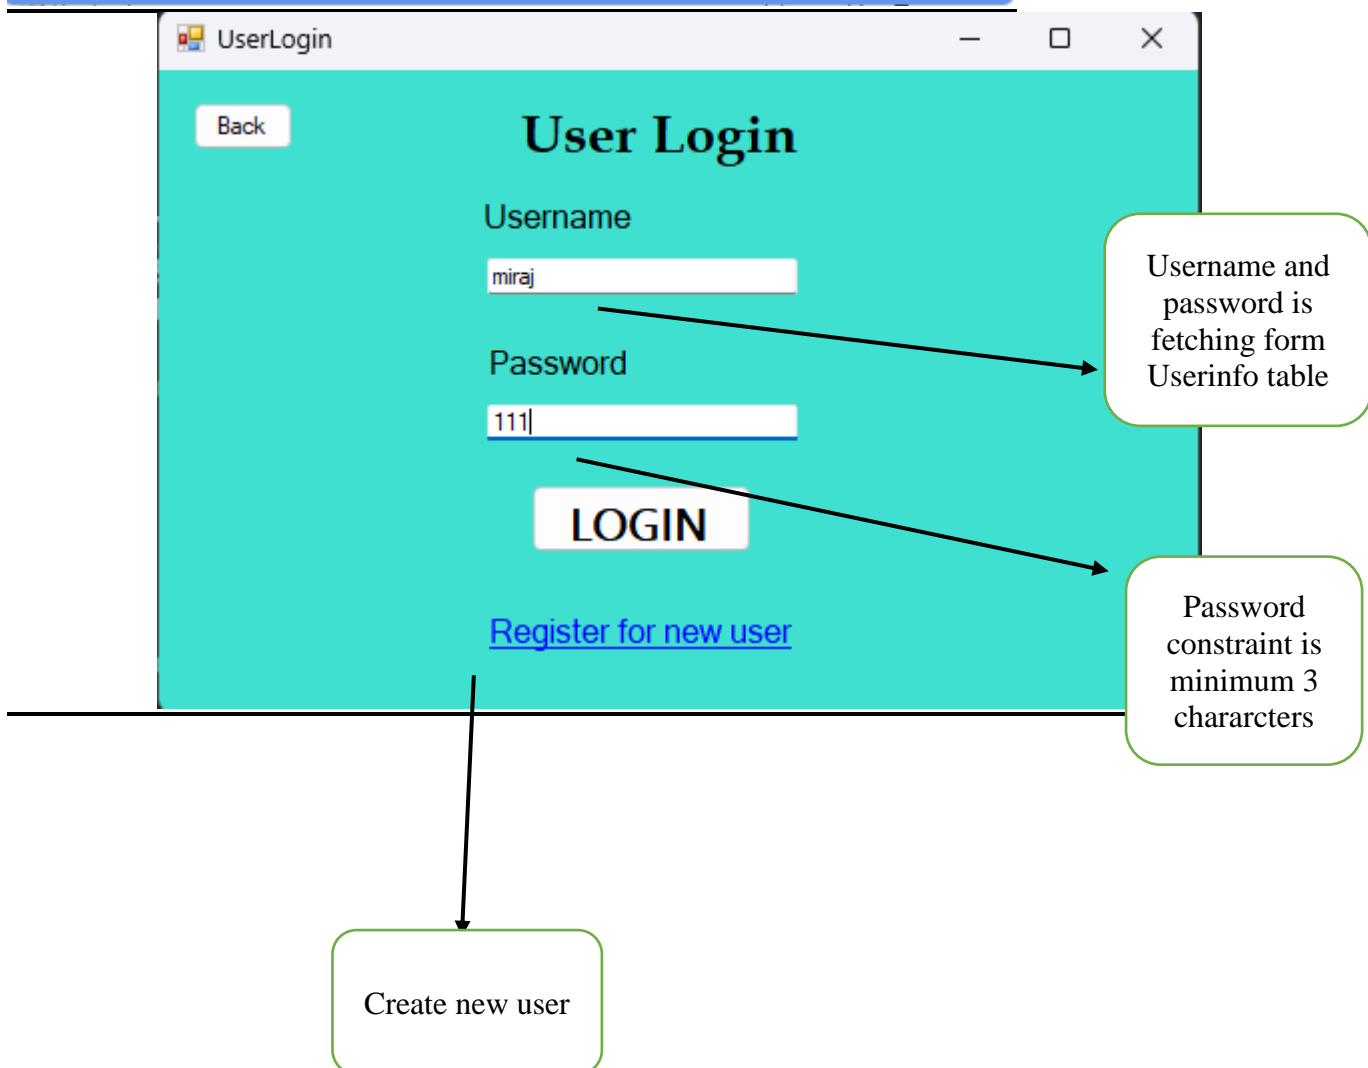 UserLogin
Back
User Login
Username
miraj
Password
111
LOGIN
Register for new user
Username and
password is
fetching form
Userinfo table
Password
constraint is
minimum 3
chararcters
Create new user